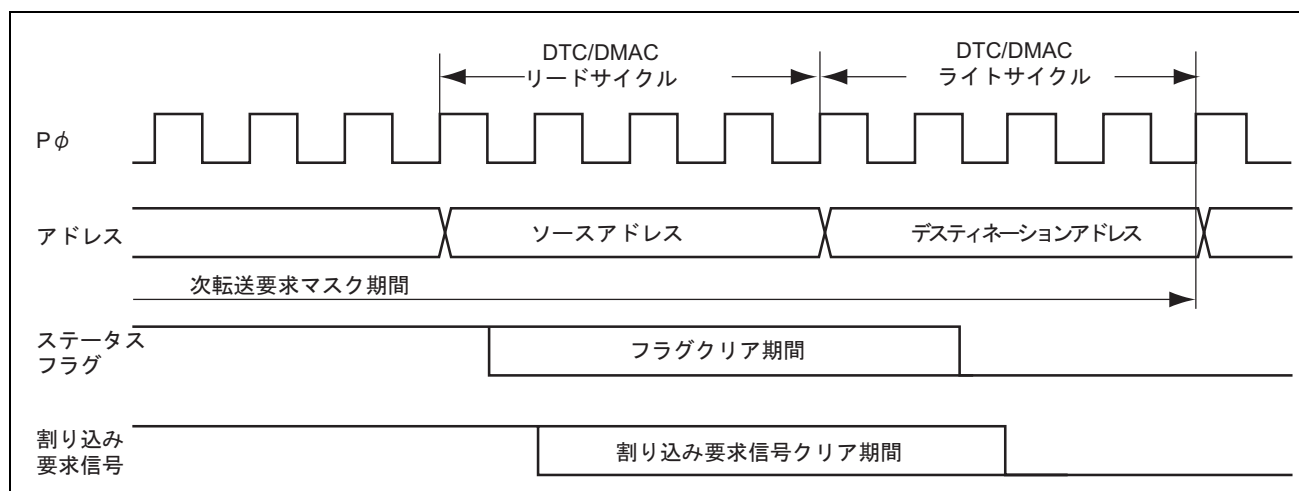 DTC/DMAC
リードサイクル
DTC/DMAC
ライトサイクル
Pφ
アドレス
ソースアドレス
デスティネーションアドレス
次転送要求マスク期間
ステータス
フラグ
フラグクリア期間
割り込み
要求信号
割り込み要求信号クリア期間